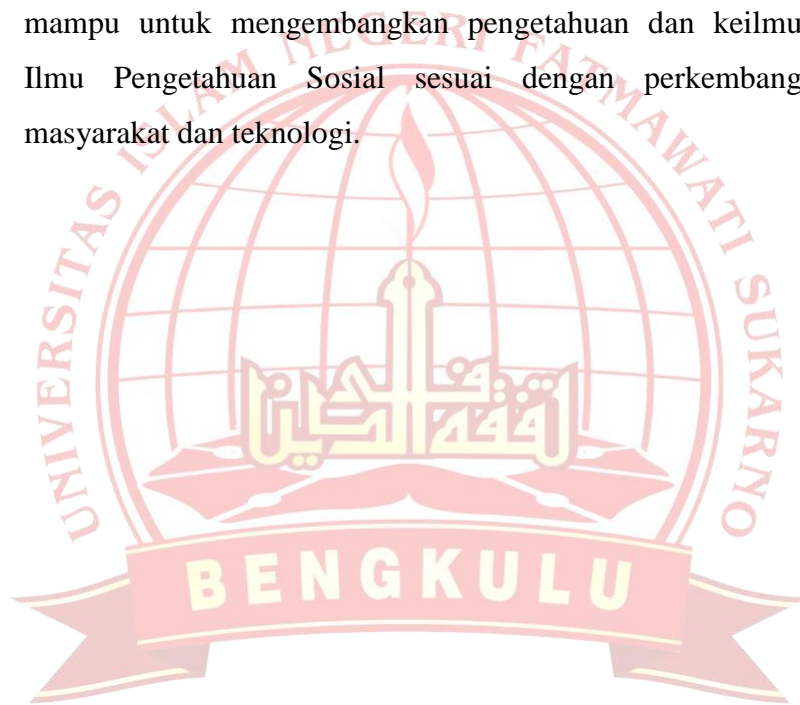 mampu untuk mengembangkan pengetahuan dan keilmu
Ilmu Pengetahuan Sosial sesuai dengan perkembang
masyarakat dan teknologi.
UNIVERSITAS ISLAM NEGERI FATMAWATI SUKARNO
BENGKULU